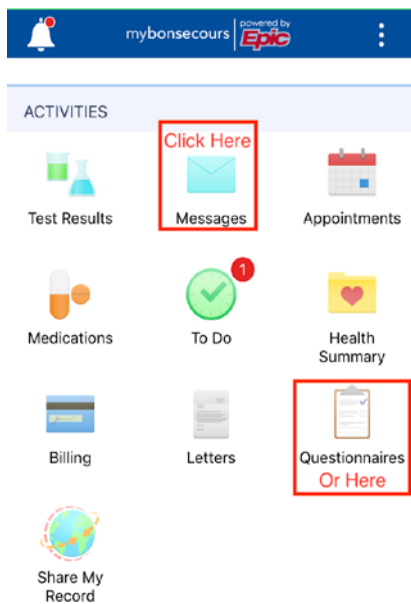 mybonsecours powered by Epic
ACTIVITIES
Click Here
Test Results Messages Appointments
1
Medications To Do Health Summary
Billing Letters Questionnaires
Or Here
Share My
Record